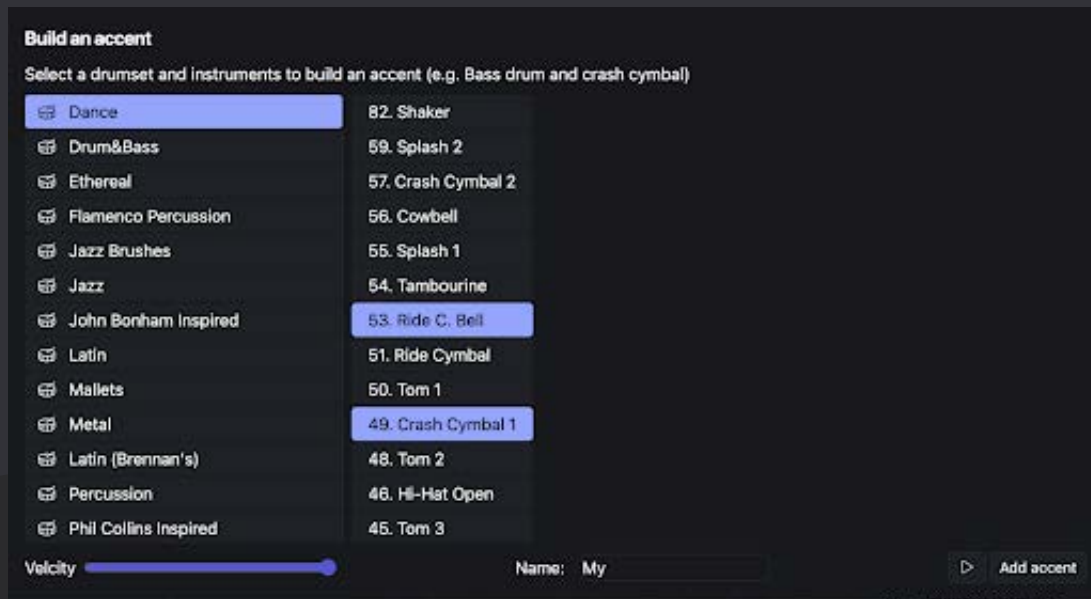 Build an accent
Select a drumset and instruments to build an accent (e.g. Bass drum and crash cymbal)
Dance
Drum&Bass
Ethereal
Flamenco Percussion
Jazz Brushes
Jazz
John Bonham Inspired
Latin
Mallets
Metal
Latin (Brennan's)
Percussion
Phil Collins Inspired
82. Shaker
59. Splash 2
57. Crash Cymbal 2
56. Cowbell
55. Splash 1
54. Tambourine
53. Ride C. Bell
51. Ride Cymbal
50. Tom 1
49. Crash Cymbal 1
48. Tom 2
46. Hi-Hat Open
45. Tom 3
Velcity
Name: My
Add accent